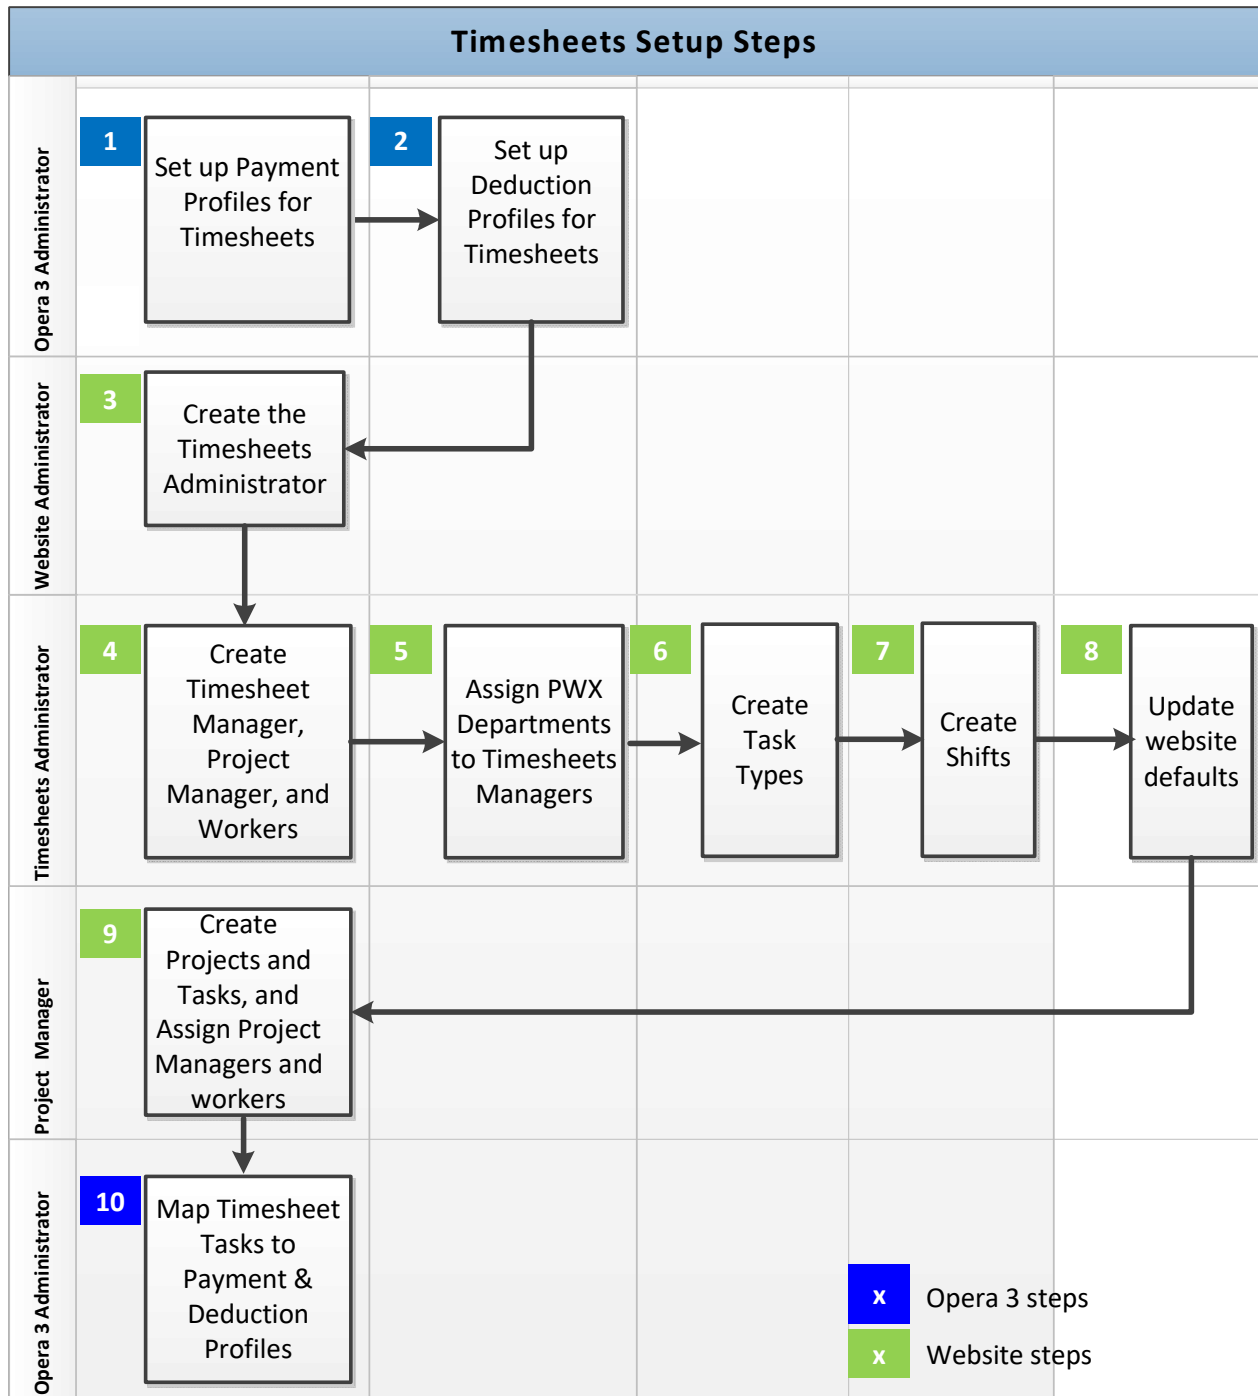 Timesheets Setup Steps
Opera 3 Administrator
1
Set up Payment
Profiles for
Timesheets
2
Set up
Deduction
Profiles for
Timesheets
Website Administrator
3
Create the
Timesheets
Administrator
Timesheets Administrator
4
Create
Timesheet
Manager,
Project
Manager, and
Workers
5
Assign PWX
Departments
to Timesheets
Managers
6
Create
Task
Types
7
Create
Shifts
8
Update
website
defaults
Project Manager
9
Create
Projects and
Tasks, and
Assign Project
Managers and
workers
Opera 3 Administrator
10
Map Timesheet
Tasks to
Payment &
Deduction
Profiles
x Opera 3 steps
x Website steps